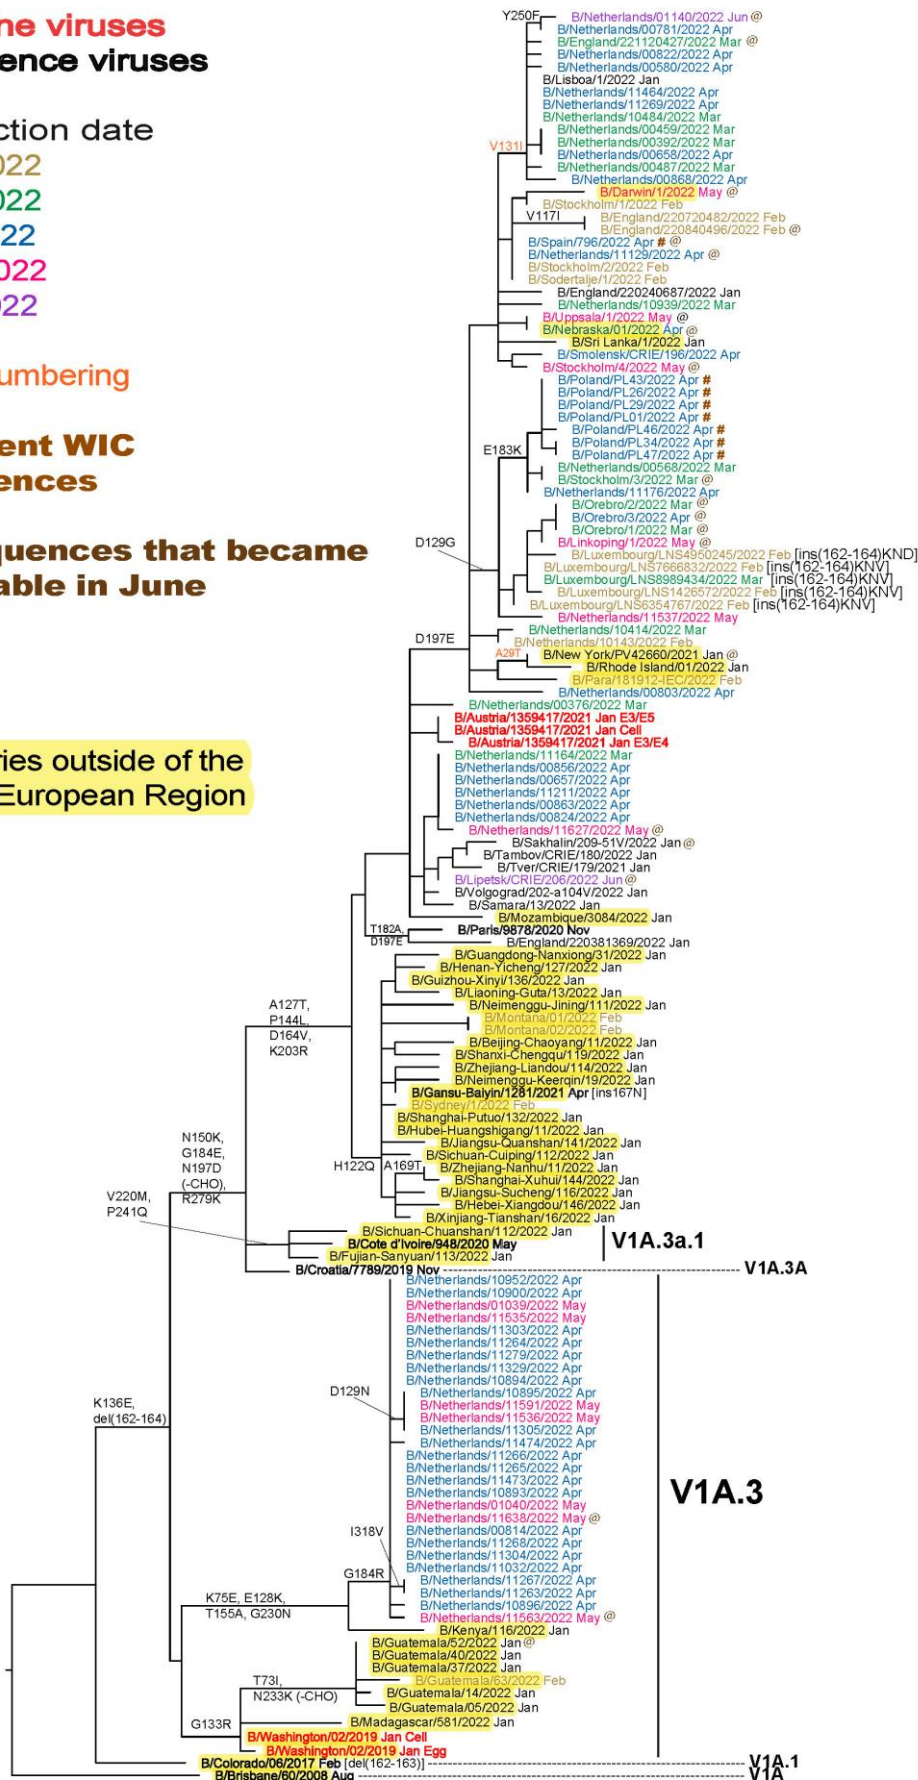 ne viruses
ence viruses
ction date
022
022
22
022
022
umbering
ent WIC
ences
quences that became
able in June
ries outside of the
European Region
Y250F
B/Netherlands/01140/2022 Jun @
B/Netherlands/00781/2022 Apr
B/England/221120427/2022 Mar @
B/Netherlands/00822/2022 Apr
B/Netherlands/00580/2022 Apr
B/Lisboa/1/2022 Jan
B/Netherlands/11464/2022 Apr
B/Netherlands/11269/2022 Apr
B/Netherlands/10484/2022 Mar
B/Netherlands/00459/2022 Mar
B/Netherlands/00392/2022 Mar
V131I
B/Netherlands/00658/2022 Apr
B/Netherlands/00487/2022 Mar
B/Netherlands/00868/2022 Apr
B/Darwin/1/2022 May @
B/Stockholm/1/2022 Feb
V117I
B/England/220720482/2022 Feb
B/England/220840496/2022 Feb @
B/Spain/796/2022 Apr # @
B/Netherlands/11129/2022 Apr @
B/Stockholm/2/2022 Feb
B/Sodertalje/1/2022 Feb
B/England/220240687/2022 Jan
B/Netherlands/10939/2022 Mar
B/Uppsala/1/2022 May @
B/Nebraska/01/2022 Apr @
B/Sri Lanka/1/2022 Jan
B/Smolensk/CRIE/196/2022 Apr
B/Stockholm/4/2022 May @
B/Poland/PL43/2022 Apr #
B/Poland/PL26/2022 Apr #
B/Poland/PL29/2022 Apr #
B/Poland/PL01/2022 Apr #
B/Poland/PL46/2022 Apr #
B/Poland/PL34/2022 Apr #
E183K
B/Poland/PL47/2022 Apr #
B/Netherlands/00568/2022 Mar
B/Stockholm/3/2022 Mar @
B/Netherlands/11176/2022 Apr
B/Orebro/2/2022 Mar @
B/Orebro/3/2022 Apr @
B/Orebro/1/2022 Mar @
B/Linkoping/1/2022 May @
D129G
B/Luxembourg/LNS4950245/2022 Feb [ins(162-164)KND]
B/Luxembourg/LNS7666832/2022 Feb [ins(162-164)KNV]
B/Luxembourg/LNS8989434/2022 Mar [ins(162-164)KNV]
B/Luxembourg/LNS1426572/2022 Feb [ins(162-164)KNV]
B/Luxembourg/LNS6354767/2022 Feb [ins(162-164)KNV]
B/Netherlands/11537/2022 May
B/Netherlands/10414/2022 Mar
D197E
B/Netherlands/10143/2022 Feb
A29T
B/New York/PV42660/2021 Jan @
B/Rhode Island/01/2022 Jan
B/Para/181912-IEC/2022 Feb
B/Netherlands/00803/2022 Apr
B/Netherlands/00376/2022 Mar
B/Austria/1359417/2021 Jan E3/E5
B/Austria/1359417/2021 Jan Cell
B/Austria/1359417/2021 Jan E3/E4
B/Netherlands/11164/2022 Mar
B/Netherlands/00856/2022 Apr
B/Netherlands/00657/2022 Apr
B/Netherlands/11211/2022 Apr
B/Netherlands/00863/2022 Apr
B/Netherlands/00824/2022 Apr
B/Netherlands/11627/2022 May @
B/Sakhalin/209-51V/2022 Jan @
B/Tambov/CRIE/180/2022 Jan
B/Tver/CRIE/179/2021 Jan
B/Lipetsk/CRIE/206/2022 Jun @
B/Volgograd/202-a104V/2022 Jan
B/Samara/13/2022 Jan
B/Mozambique/3084/2022 Jan
T182A,
D197E
B/Paris/9878/2020 Nov
B/England/220381369/2022 Jan
B/Guangdong-Nanxiong/31/2022 Jan
B/Henan-Yicheng/127/2022 Jan
B/Guizhou-Xinyi/136/2022 Jan
B/Liaoning-Guta/13/2022 Jan
B/Neimenggu-Jining/111/2022 Jan
A127T,
P144L,
D164V,
K203R
B/Montana/01/2022 Feb
B/Montana/02/2022 Feb
B/Beijing-Chaoyang/11/2022 Jan
B/Shanxi-Chengqu/119/2022 Jan
B/Zhejiang-Liandou/114/2022 Jan
B/Neimenggu-Keerqin/19/2022 Jan
B/Gansu-Baiyin/1281/2021 Apr [ins167N]
B/Sydney/1/2022 Feb
B/Shanghai-Putuo/132/2022 Jan
B/Hubei-Huangshigang/11/2022 Jan
B/Jiangsu-Quanshan/141/2022 Jan
B/Sichuan-Cuiping/112/2022 Jan
H122Q
A169T
B/Zhejiang-Nanhu/11/2022 Jan
B/Shanghai-Xuhui/144/2022 Jan
B/Jiangsu-Sucheng/116/2022 Jan
B/Hebei-Xiangdou/146/2022 Jan
B/Xinjiang-Tianshan/16/2022 Jan
N150K,
G184E,
N197D
(-CHO),
R279K
V220M,
P241Q
B/Sichuan-Chuanshan/112/2022 Jan
B/Cote d'Ivoire/948/2020 May
B/Fujian-Sanyuan/113/2022 Jan
V1A.3a.1
B/Croatia/7789/2019 Nov
V1A.3A
B/Netherlands/10952/2022 Apr
B/Netherlands/10900/2022 Apr
B/Netherlands/01039/2022 May
B/Netherlands/11535/2022 May
B/Netherlands/11303/2022 Apr
B/Netherlands/11264/2022 Apr
B/Netherlands/11279/2022 Apr
B/Netherlands/11329/2022 Apr
B/Netherlands/10894/2022 Apr
D129N
B/Netherlands/10895/2022 Apr
B/Netherlands/11591/2022 May
B/Netherlands/11536/2022 May
B/Netherlands/11305/2022 Apr
K136E,
del(162-164)
B/Netherlands/11474/2022 Apr
B/Netherlands/11266/2022 Apr
B/Netherlands/11265/2022 Apr
B/Netherlands/11473/2022 Apr
B/Netherlands/10893/2022 Apr
V1A.3
B/Netherlands/01040/2022 May
B/Netherlands/11638/2022 May @
I318V
B/Netherlands/00814/2022 Apr
B/Netherlands/11268/2022 Apr
B/Netherlands/11304/2022 Apr
B/Netherlands/11032/2022 Apr
G184R
B/Netherlands/11267/2022 Apr
B/Netherlands/11263/2022 Apr
B/Netherlands/10896/2022 Apr
B/Netherlands/11563/2022 May @
K75E, E128K,
T155A, G230N
B/Kenya/116/2022 Jan
B/Guatemala/52/2022 Jan @
B/Guatemala/40/2022 Jan
B/Guatemala/37/2022 Jan
B/Guatemala/63/2022 Feb
T73I,
N233K (-CHO)
B/Guatemala/14/2022 Jan
B/Guatemala/05/2022 Jan
G133R
B/Madagascar/581/2022 Jan
B/Washington/02/2019 Jan Cell
B/Washington/02/2019 Jan Egg
B/Colorado/06/2017 Feb [del(162-163)]
V1A.1
B/Brisbane/60/2008 Aug
V1A